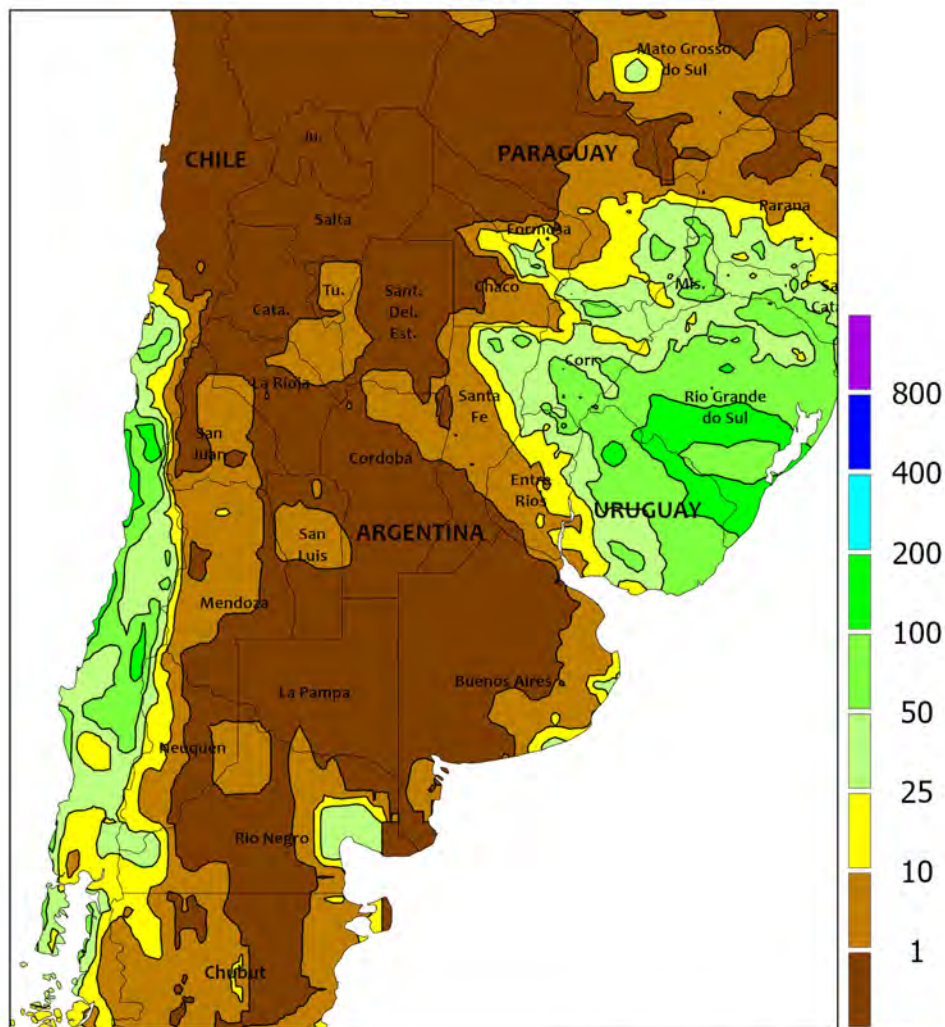 Mato Grosso
do Sul
Ju.
CHILE
PARAGUAY
Parana
Salta
Formosa
Mis.
Chaco
Sa
Cata
Tu.
Sant.
Del.
Est.
Cata.
Corr.
La Rioja
Santa
Fe
Rio Grande
do Sul
800
San
Juan
Cordoba
400
Entre
Rios
URUGUAY
ARGENTINA
San
Luis
200
Mendoza
100
La Pampa
Buenos Aires
50
Neuquen
25
Rio Negro
10
1
Chubut